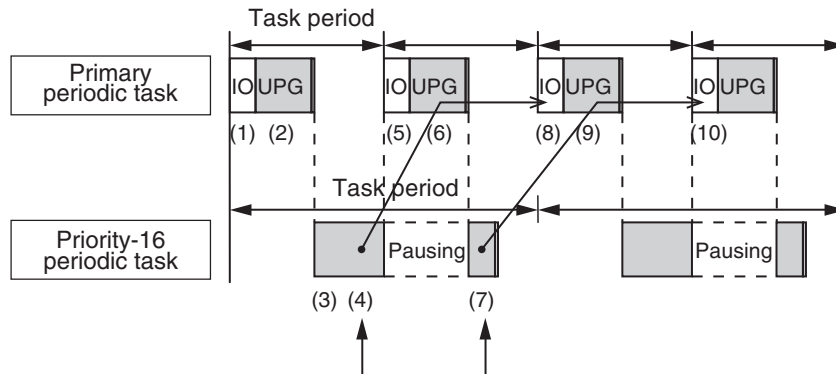 Task period
Primary
periodic task
IO UPG IO UPG IO UPG IO UPG
(1) (2) (5) (6) (8) (9) (10)
Task period
Priority-16
periodic task
Pausing Pausing
(3) (4) (7)